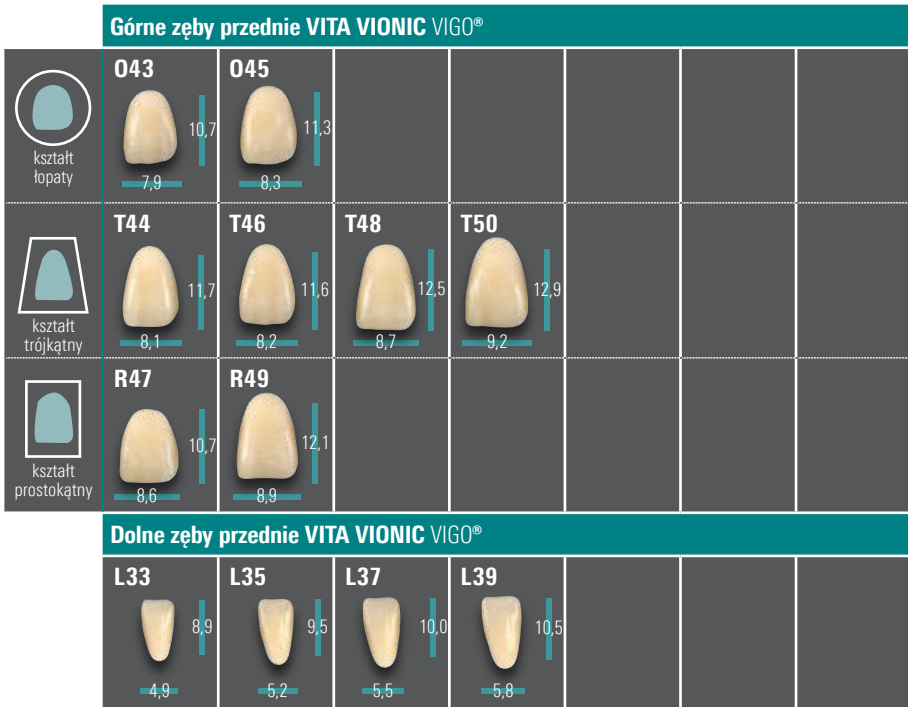 Górne zęby przednie VITA VIONIC VIGO®
kształt
łopaty
O43
10,7
7,9
O45
11,3
8,3
kształt
trójkątny
T44
11,7
8,1
T46
11,6
8,2
T48
12,5
8,7
T50
12,9
9,2
kształt
prostokątny
R47
10,7
8,6
R49
12,1
8,9
Dolne zęby przednie VITA VIONIC VIGO®
L33
8,9
4,9
L35
9,5
5,2
L37
10,0
5,5
L39
10,5
5,8